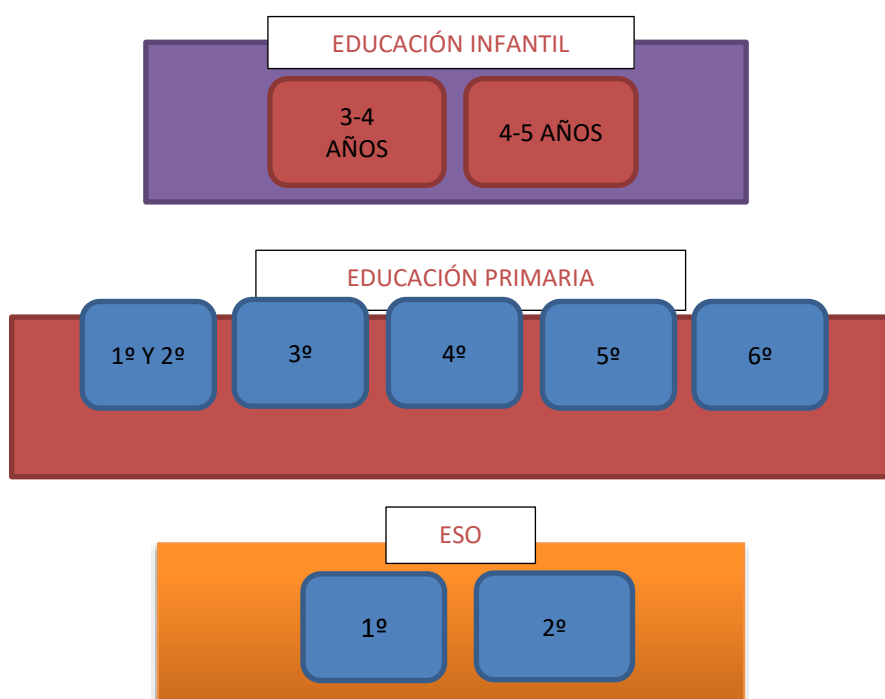 EDUCACIÓN INFANTIL
3-4
AÑOS
4-5 AÑOS
EDUCACIÓN PRIMARIA
1º Y 2º
3º
4º
5º
6º
ESO
1º
2º